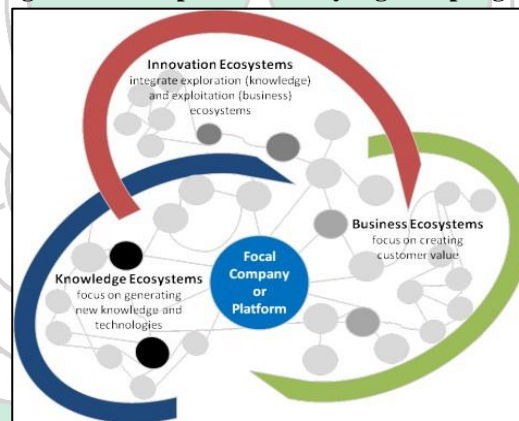 Innovation Ecosystems
integrate exploration (knowledge)
and exploitation (business)
ecosystems
Business Ecosystems
focus on creating
customer value
Focal
Company
or
Platform
Knowledge Ecosystems
focus on generating
new knowledge and
technologies